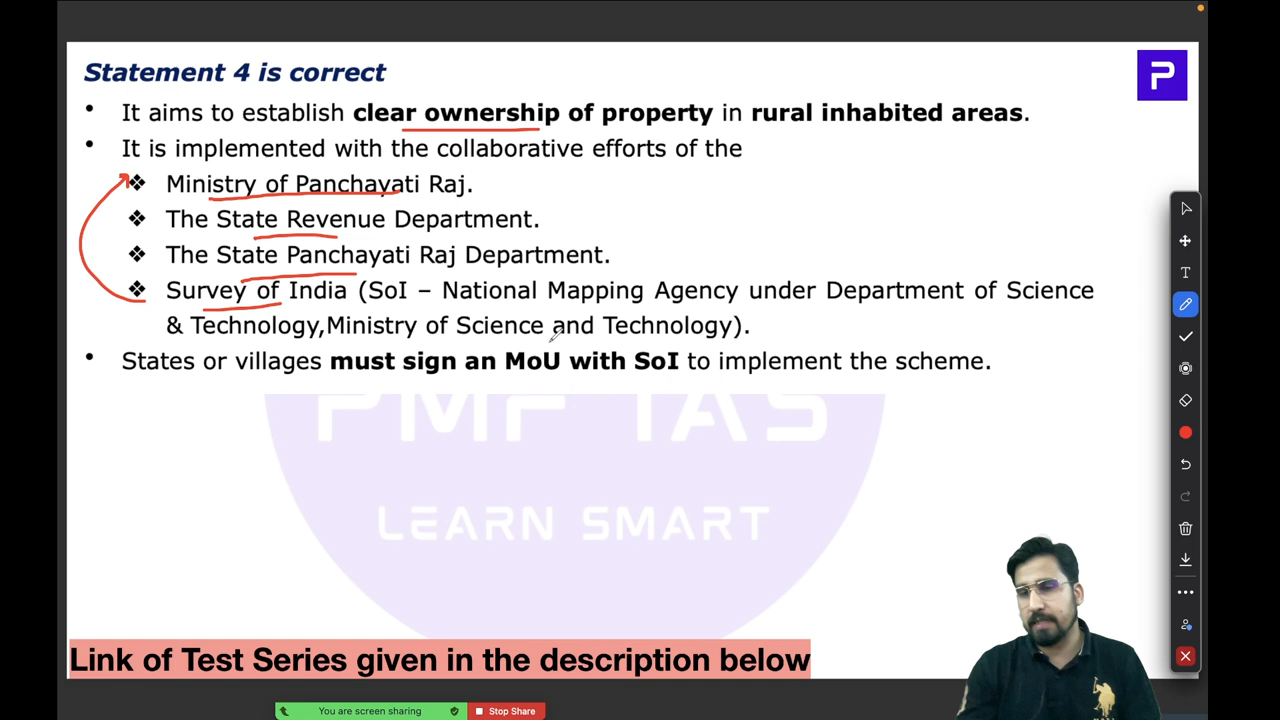 Statement 4 is correct
P
• It aims to establish clear ownership of property in rural inhabited areas.
• It is implemented with the collaborative efforts of the
❖ Ministry of Panchayati Raj.
❖ The State Revenue Department.
❖ The State Panchayati Raj Department.
❖ Survey of India (SoI – National Mapping Agency under Department of Science
& Technology,Ministry of Science and Technology).
• States or villages must sign an MoU with SoI to implement the scheme.
PMF IAS
LEARN SMART
Link of Test Series given in the description below
You are screen sharing
Stop Share